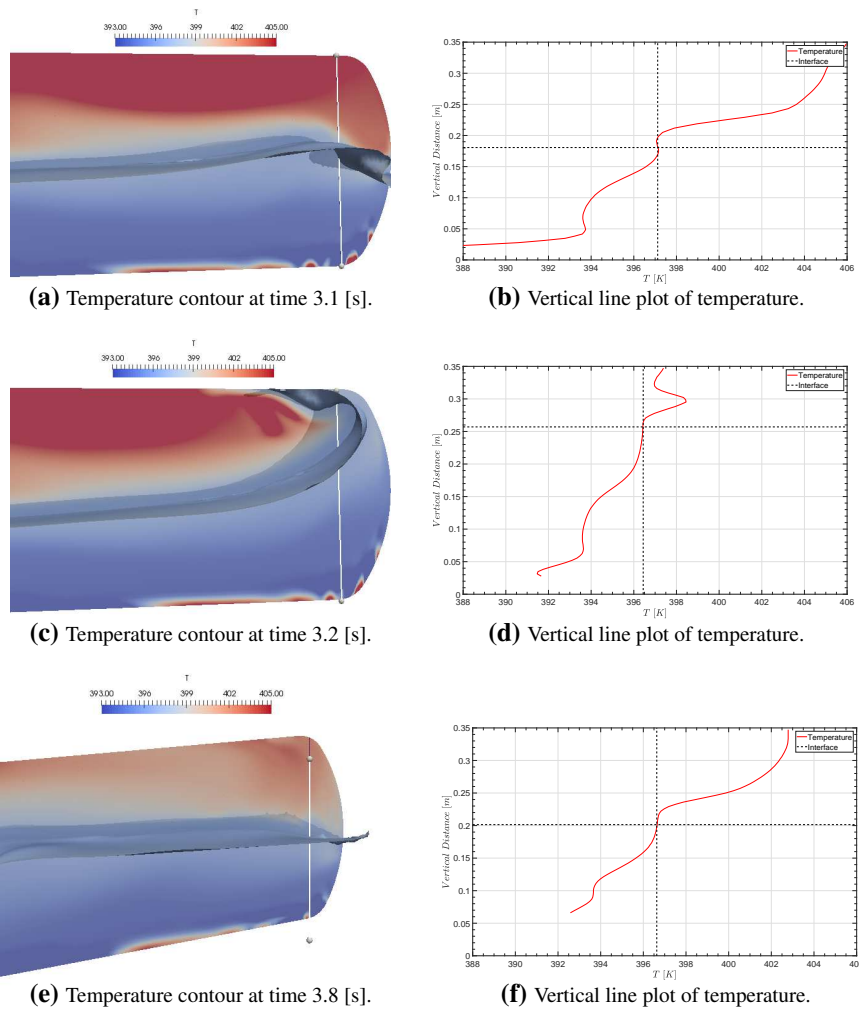 T
393.00 396 399 402 405.00
(a) Temperature contour at time 3.1 [s].
0.35
0.3
0.25
0.2
0.15
0.1
0.05
0
Vertical Distance [m]
Temperature
Interface
388 390 392 394 396 398 400 402 404 406
T [K]
(b) Vertical line plot of temperature.
T
393.00 396 399 402 405.00
(c) Temperature contour at time 3.2 [s].
0.35
0.3
0.25
0.2
0.15
0.1
0.05
0
Vertical Distance [m]
Temperature
Interface
388 390 392 394 396 398 400 402 404 406
T [K]
(d) Vertical line plot of temperature.
T
393.00 396 399 402 405.00
(e) Temperature contour at time 3.8 [s].
0.35
0.3
0.25
0.2
0.15
0.1
0.05
0
Vertical Distance [m]
Temperature
Interface
388 390 392 394 396 398 400 402 404 40
T [K]
(f) Vertical line plot of temperature.